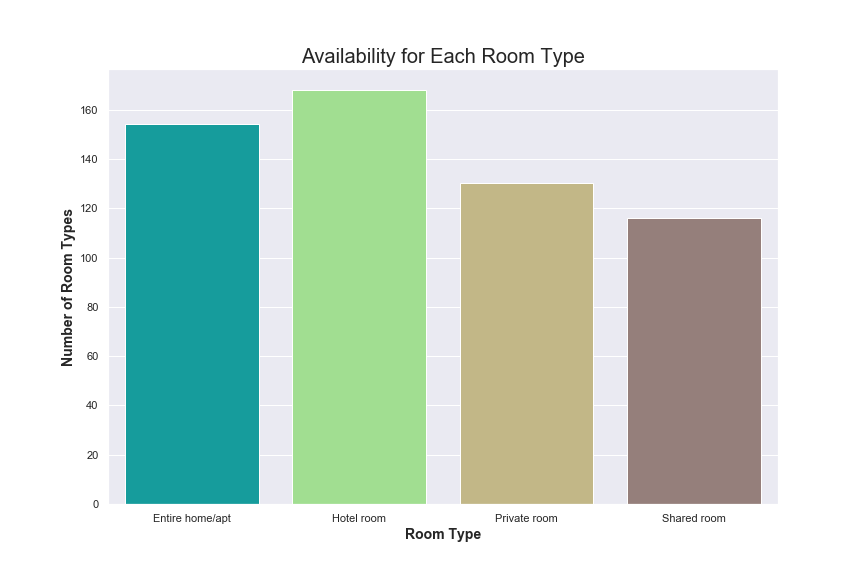 Availability for Each Room Type
Number of Room Types
160
140
120
100
80
60
40
20
0
Entire home/apt
Hotel room
Private room
Shared room
Room Type